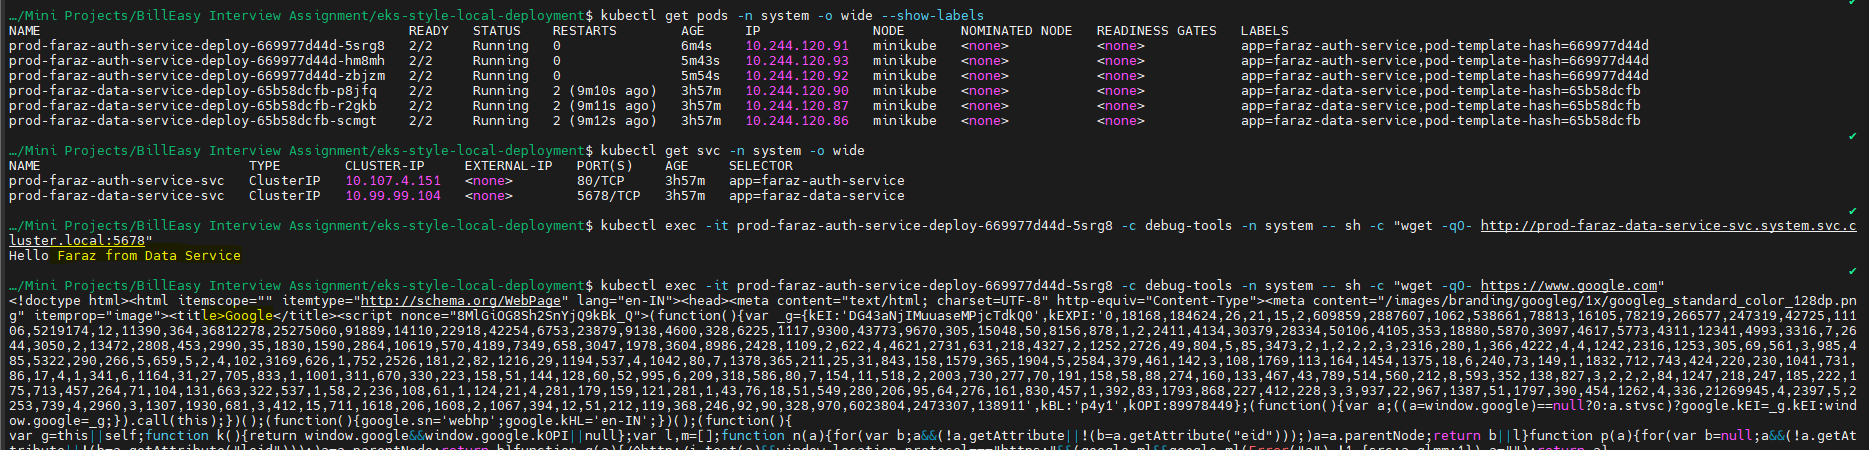 …/Mini Projects/BillEasy Interview Assignment/eks-style-local-deployment$ kubectl get pods -n system -o wide --show-labels
NAME READY STATUS RESTARTS AGE IP NODE NOMINATED NODE READINESS GATES LABELS
prod-faraz-auth-service-deploy-669977d44d-5srg8 2/2 Running 0 6m4s 10.244.120.91 minikube <none> <none> app=faraz-auth-service,pod-template-hash=669977d44d
prod-faraz-auth-service-deploy-669977d44d-hm8mh 2/2 Running 0 5m43s 10.244.120.93 minikube <none> <none> app=faraz-auth-service,pod-template-hash=669977d44d
prod-faraz-auth-service-deploy-669977d44d-zbjzm 2/2 Running 0 5m54s 10.244.120.92 minikube <none> <none> app=faraz-auth-service,pod-template-hash=669977d44d
prod-faraz-data-service-deploy-65b58dcfb-p8jfq 2/2 Running 2 (9m10s ago) 3h57m 10.244.120.90 minikube <none> <none> app=faraz-data-service,pod-template-hash=65b58dcfb
prod-faraz-data-service-deploy-65b58dcfb-r2gkb 2/2 Running 2 (9m11s ago) 3h57m 10.244.120.87 minikube <none> <none> app=faraz-data-service,pod-template-hash=65b58dcfb
prod-faraz-data-service-deploy-65b58dcfb-scmgt 2/2 Running 2 (9m12s ago) 3h57m 10.244.120.86 minikube <none> <none> app=faraz-data-service,pod-template-hash=65b58dcfb
…/Mini Projects/BillEasy Interview Assignment/eks-style-local-deployment$ kubectl get svc -n system -o wide
NAME TYPE CLUSTER-IP EXTERNAL-IP PORT(S) AGE SELECTOR
prod-faraz-auth-service-svc ClusterIP 10.107.4.151 <none> 80/TCP 3h57m app=faraz-auth-service
prod-faraz-data-service-svc ClusterIP 10.99.99.104 <none> 5678/TCP 3h57m app=faraz-data-service
…/Mini Projects/BillEasy Interview Assignment/eks-style-local-deployment$ kubectl exec -it prod-faraz-auth-service-deploy-669977d44d-5srg8 -c debug-tools -n system -- sh -c "wget -qO- http://prod-faraz-data-service-svc.system.svc.c
luster.local:5678"
Hello Faraz from Data Service
…/Mini Projects/BillEasy Interview Assignment/eks-style-local-deployment$ kubectl exec -it prod-faraz-auth-service-deploy-669977d44d-5srg8 -c debug-tools -n system -- sh -c "wget -qO- https://www.google.com"
<!doctype html><html itemscope="" itemtype="http://schema.org/WebPage" lang="en-IN"><head><meta content="text/html; charset=UTF-8" http-equiv="Content-Type"><meta content="/images/branding/googleg/1x/googleg_standard_color_128dp.pn
g" itemprop="image"><title>Google</title><script nonce="8MlGiOG8Sh2SnYjQ9kBk_Q">(function(){var _g={kEI:'DG43aNjIMuuaseMPjcTdkQ0',kEXPI:'0,18168,184624,26,21,15,2,609859,2887607,1062,538661,78813,16105,78219,266577,247319,42725,111
06,5219174,12,11390,364,36812278,25275060,91889,14110,22918,42254,6753,23879,9138,4600,328,6225,1117,9300,43773,9670,305,15048,50,8156,878,1,2,2411,4134,30379,28334,50106,4105,353,18880,5870,3097,4617,5773,4311,12341,4993,3316,7,26
44,3050,2,13472,2808,453,2990,35,1830,1590,2864,10619,570,4189,7349,658,3047,1978,3604,8986,2428,1109,2,622,4,4621,2731,631,218,4327,2,1252,2726,49,804,5,85,3473,2,1,2,2,2,3,2316,280,1,366,4222,4,4,1242,2316,1253,305,69,561,3,985,4
85,5322,290,266,5,659,5,2,4,102,3169,626,1,752,2526,181,2,82,1216,29,1194,537,4,1042,80,7,1378,365,211,25,31,843,158,1579,365,1904,5,2584,379,461,142,3,108,1769,113,164,1454,1375,18,6,240,73,149,1,1832,712,743,424,220,230,1041,731,
86,17,4,1,341,6,1164,31,27,705,833,1,1001,311,670,330,223,158,51,144,128,60,52,995,6,209,318,586,80,7,154,11,518,2,2003,730,277,70,191,158,58,88,274,160,133,467,43,789,514,560,212,8,593,352,138,827,3,2,2,2,84,1247,218,247,185,222,1
75,713,457,264,71,104,131,663,322,537,1,58,2,236,108,61,1,124,21,4,281,179,159,121,281,1,43,76,18,51,549,280,206,95,64,276,161,830,457,1,392,83,1793,868,227,412,228,3,3,937,22,967,1387,51,1797,390,454,1262,4,336,21269945,4,2397,5,2
253,739,4,2960,3,1307,1930,681,3,412,15,711,1618,206,1608,2,1067,394,12,51,212,119,368,246,92,90,328,970,6023804,2473307,138911',kBL:'p4y1',kOPI:89978449};(function(){var a;((a=window.google)==null?0:a.stvsc)?google.kEI=_g.kEI:wind
ow.google=_g;}).call(this);})();(function(){google.sn='webhp';google.kHL='en-IN';})();(function(){
var g=this||self;function k(){return window.google&&window.google.kOPI||null};var l,m=[];function n(a){for(var b;a&&(!a.getAttribute||!(b=a.getAttribute("eid")));)a=a.parentNode;return b||l}function p(a){for(var b=null;a&&(!a.getAtt